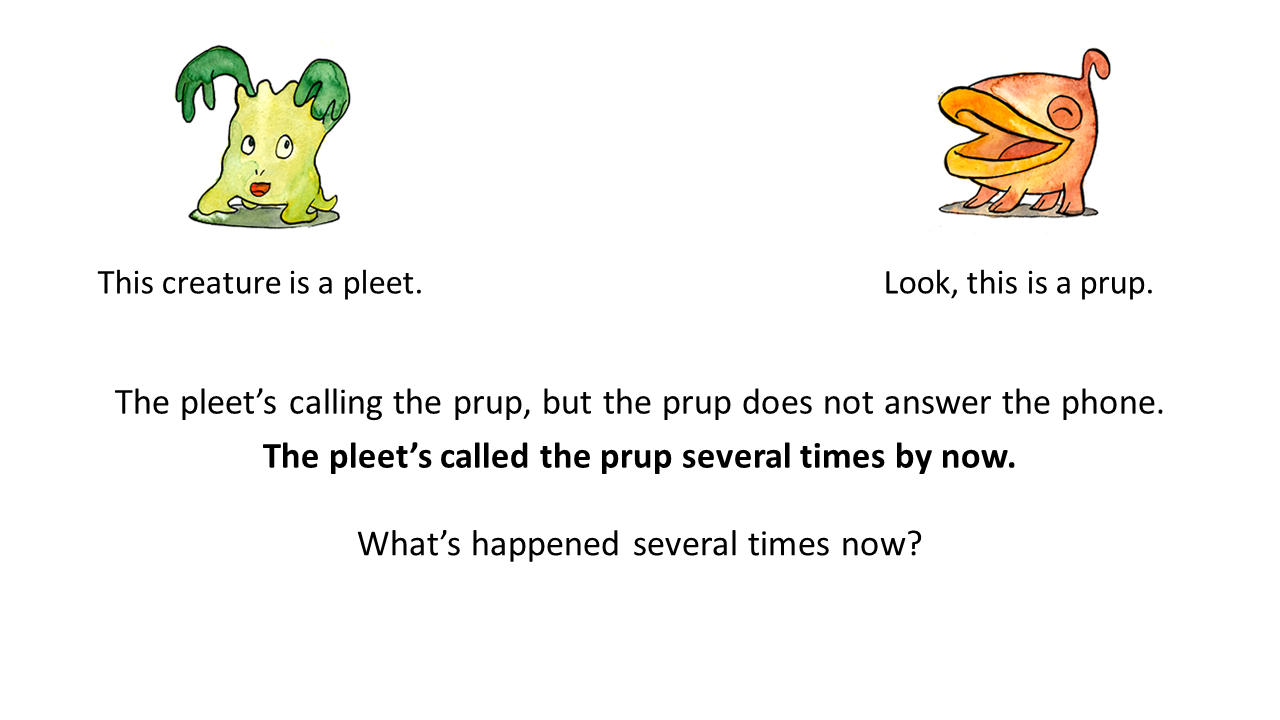 This creature is a pleet.
Look, this is a prup.
The pleet’s calling the prup, but the prup does not answer the phone.
The pleet’s called the prup several times by now.
What’s happened several times now?